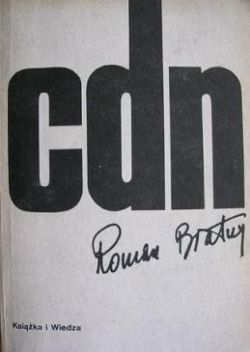 cdn
Roman Bratny
Książka i Wiedza